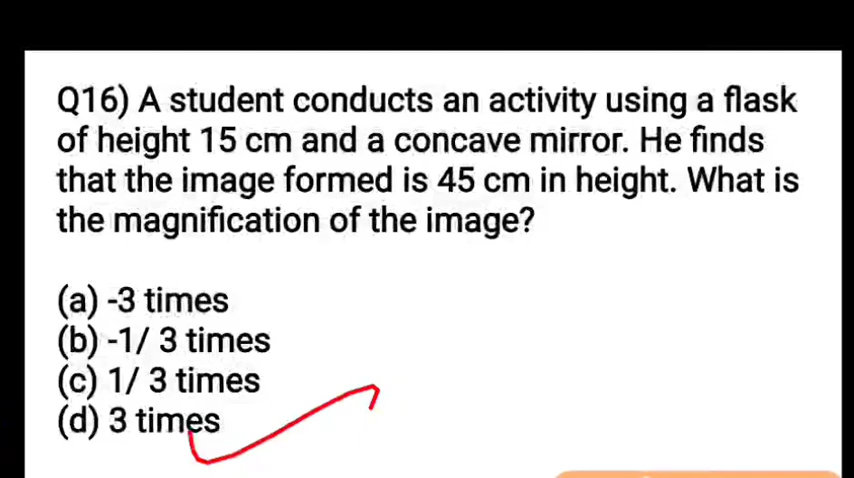 Q16) A student conducts an activity using a flask
of height 15 cm and a concave mirror. He finds
that the image formed is 45 cm in height. What is
the magnification of the image?
(a) -3 times
(b) -1/ 3 times
(c) 1/ 3 times
(d) 3 times